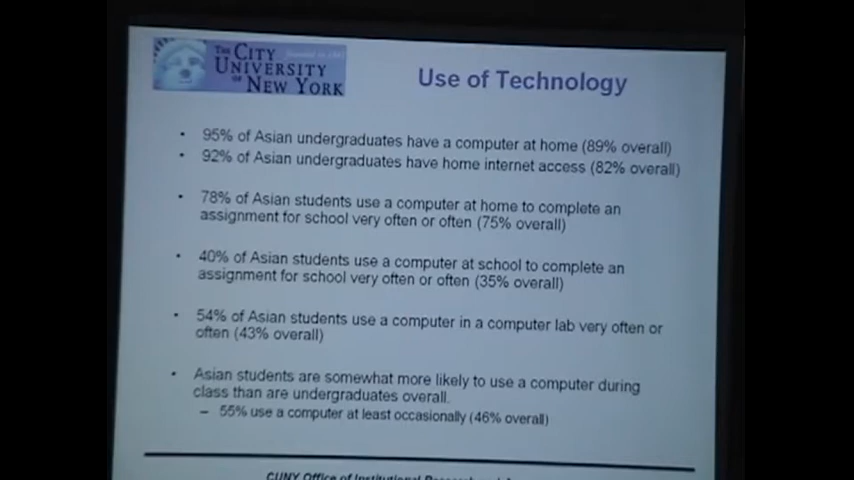 THE CITY
UNIVERSITY
OF
NEW YORK
Use of Technology
• 95% of Asian undergraduates have a computer at home (89% overall)
• 92% of Asian undergraduates have home internet access (82% overall)
• 78% of Asian students use a computer at home to complete an
assignment for school very often or often (75% overall)
• 40% of Asian students use a computer at school to complete an
assignment for school very often or often (35% overall)
• 54% of Asian students use a computer in a computer lab very often or
often (43% overall)
• Asian students are somewhat more likely to use a computer during
class than are undergraduates overall.
– 55% use a computer at least occasionally (46% overall)
CUNY Office of Institutional Research